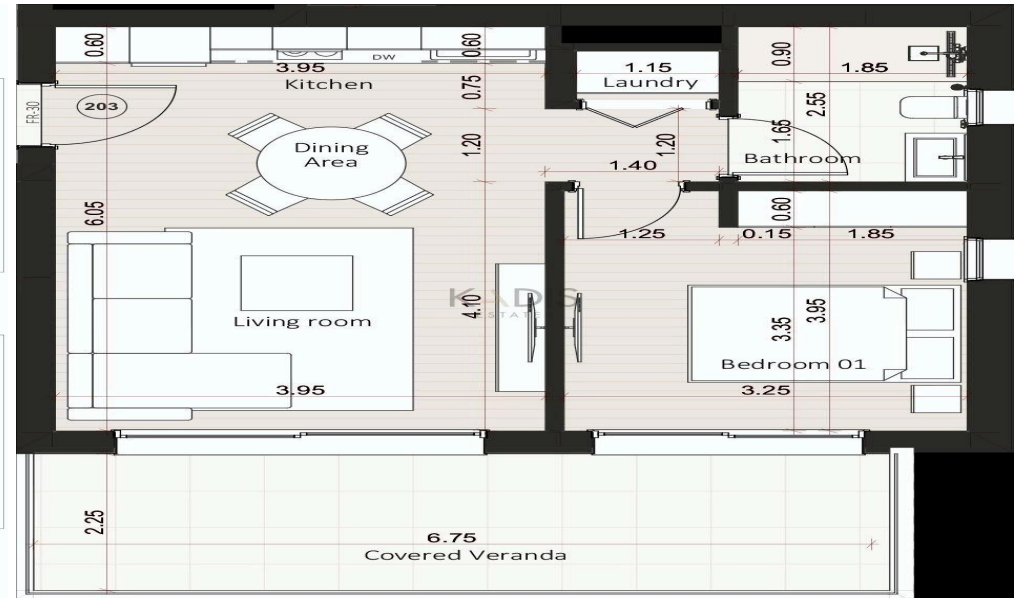 0.60
3.95
Kitchen
DW
0.60
0.75
1.15
Laundry
0.90
1.85
FR-30
203
Dining
Area
1.20
1.20
1.40
1.65
2.55
Bathroom
6.05
0.60
1.25
0.15
1.85
KADIS
ESTATES
4.10
Living room
3.35
3.95
Bedroom 01
3.95
3.25
2.25
6.75
Covered Veranda